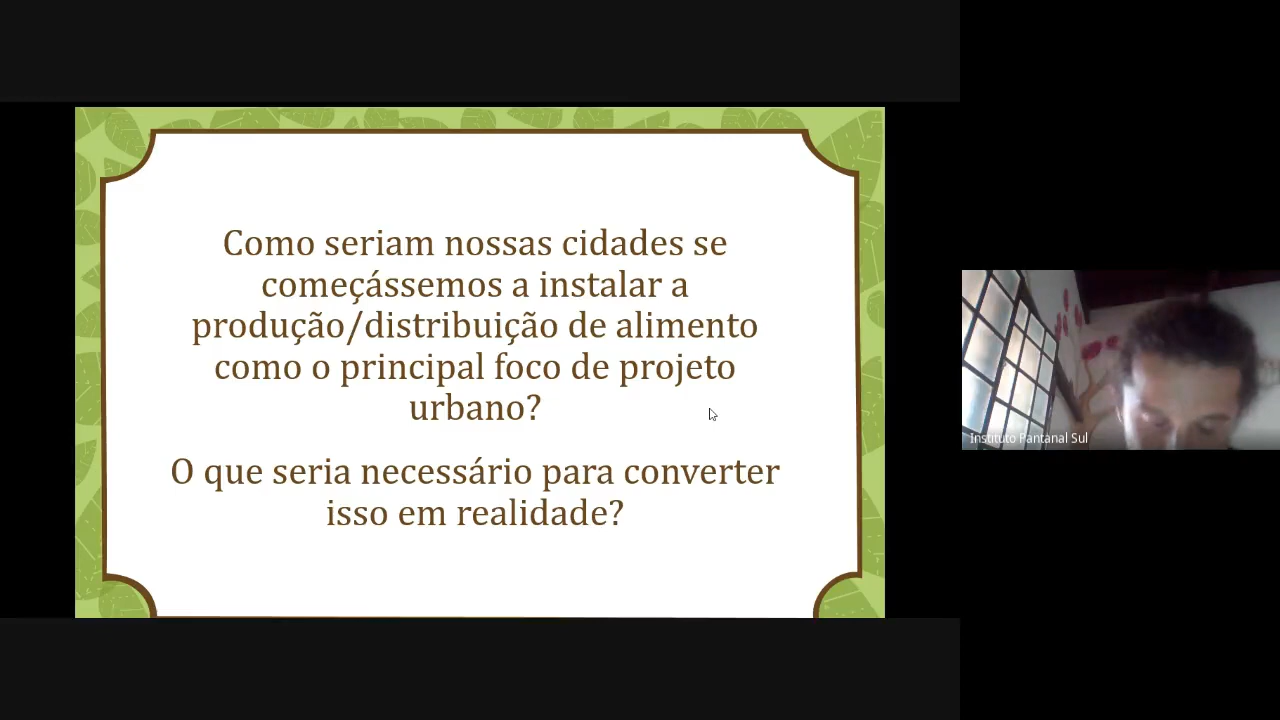 Como seriam nossas cidades se
começássemos a instalar a
produção/distribuição de alimento
como o principal foco de projeto
urbano?
O que seria necessário para converter
isso em realidade?
Instituto Pantanal Sul